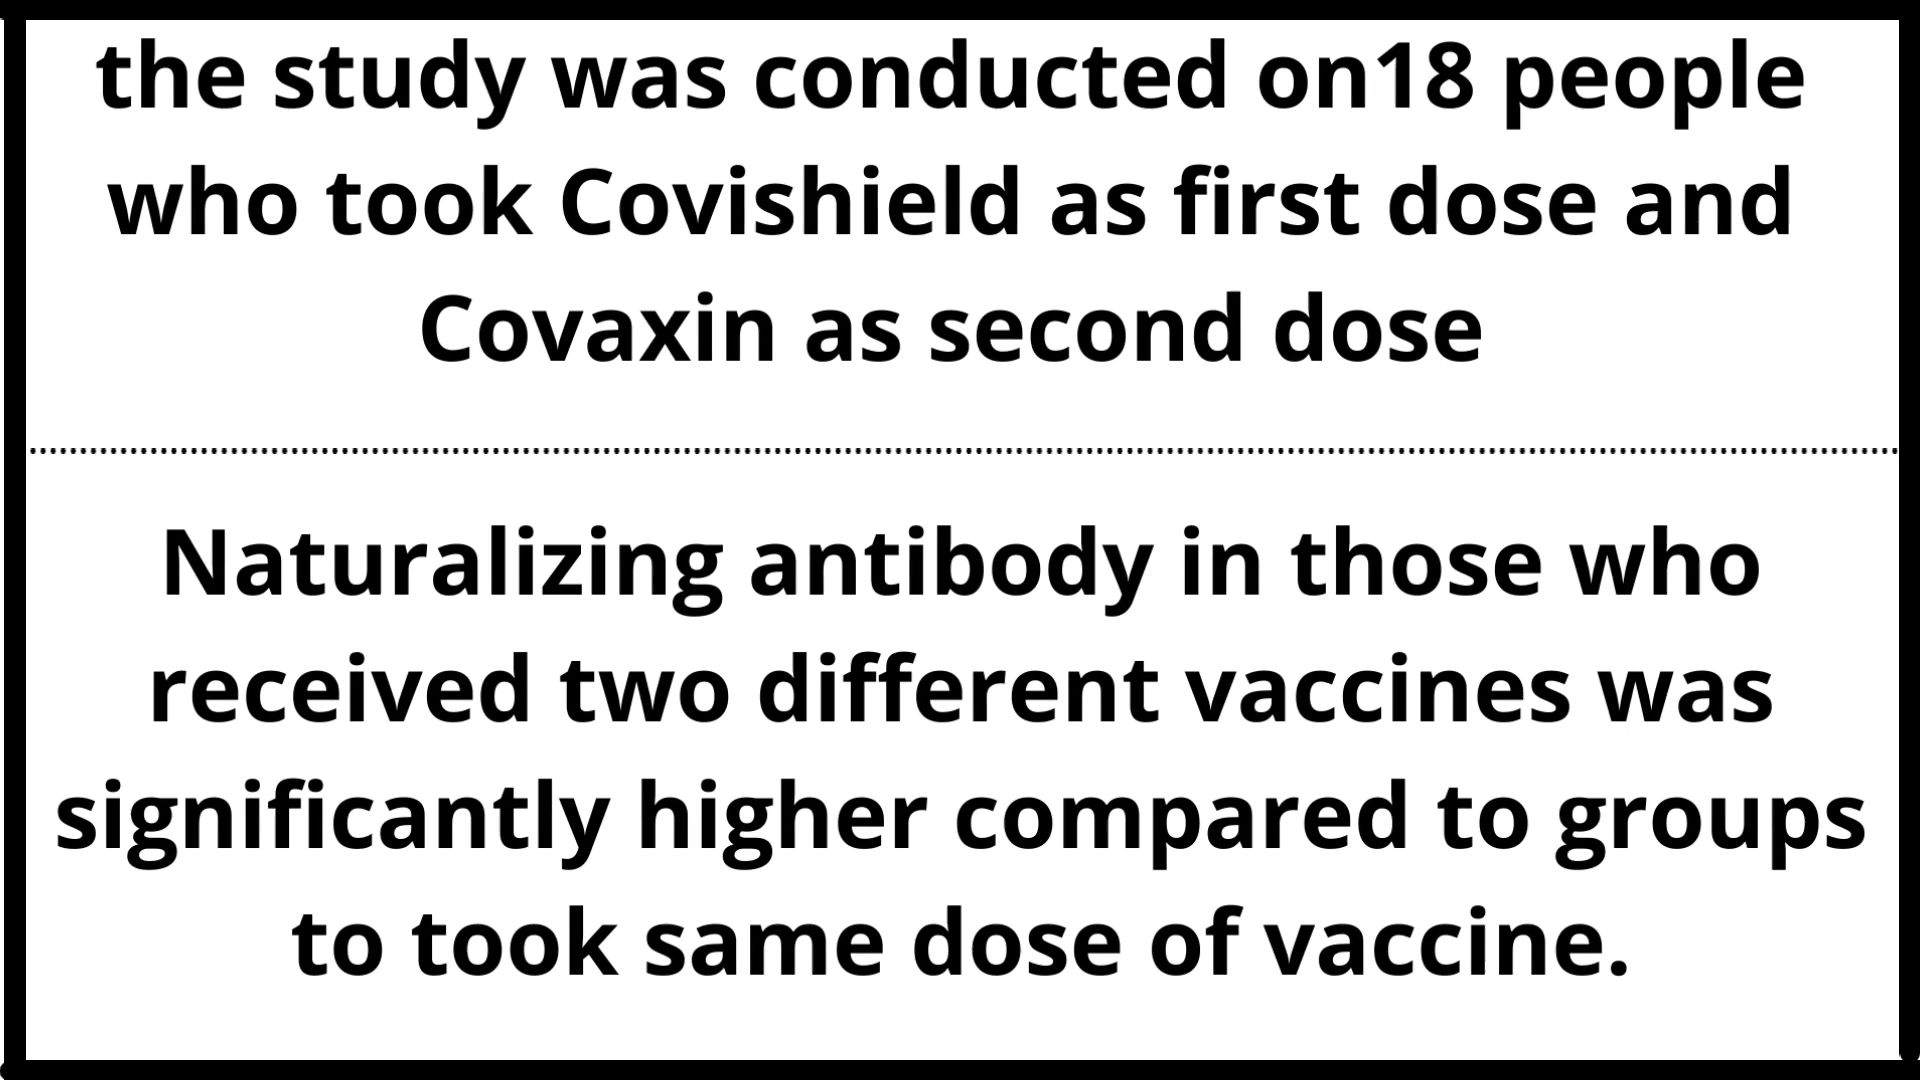 the study was conducted on18 people
who took Covishield as first dose and
Covaxin as second dose
Naturalizing antibody in those who
received two different vaccines was
significantly higher compared to groups
to took same dose of vaccine.